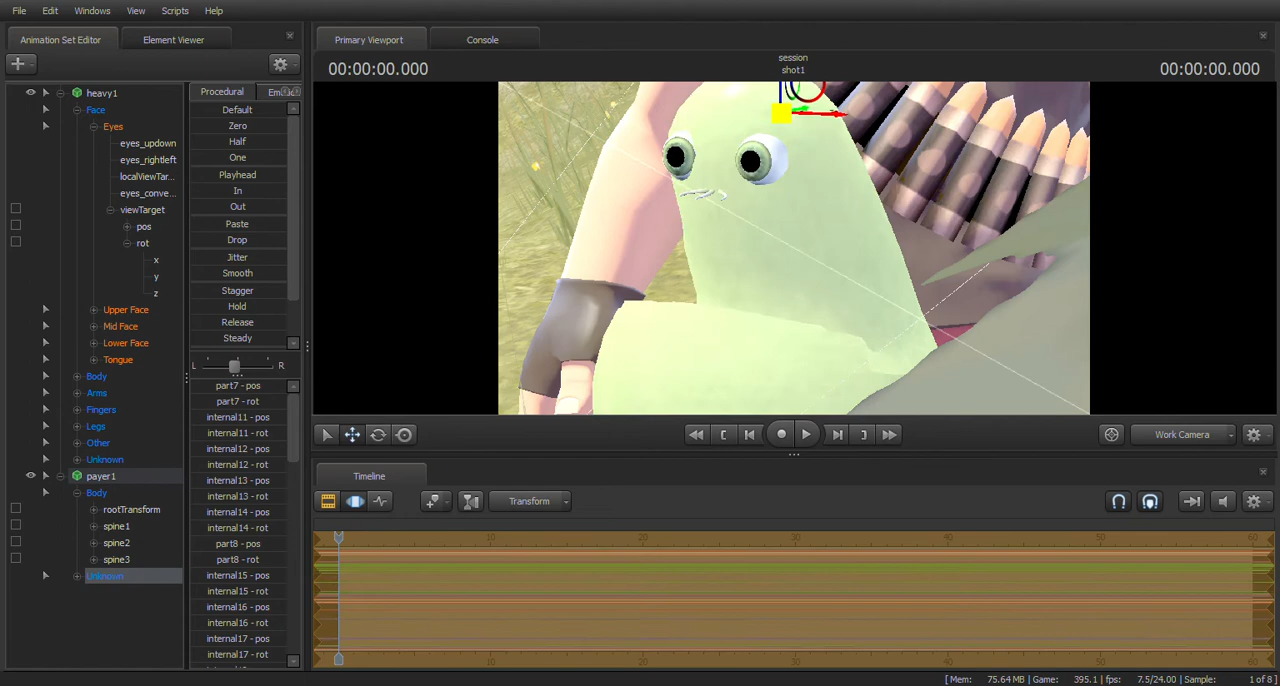 File Edit Windows View Scripts Help
Animation Set Editor Element Viewer
Primary Viewport Console
session
shot1
00:00:00.000
00:00:00.000
heavy1
Face
Eyes
eyes_updown
eyes_rightleft
localViewTar...
eyes_conve...
viewTarget
pos
rot
x
y
z
Upper Face
Mid Face
Lower Face
Tongue
Body
Arms
Fingers
Legs
Other
Unknown
payer1
Body
rootTransform
spine1
spine2
spine3
Unknown
Procedural
Default
Zero
Half
One
Playhead
In
Out
Paste
Drop
Jitter
Smooth
Stagger
Hold
Release
Steady
L R
part7 - pos
part7 - rot
internal11 - pos
internal11 - rot
internal12 - pos
internal12 - rot
internal13 - pos
internal13 - rot
internal14 - pos
internal14 - rot
part8 - pos
part8 - rot
internal15 - pos
internal15 - rot
internal16 - pos
internal16 - rot
internal17 - pos
internal17 - rot
Work Camera
Timeline
Transform
10 20 30 40 50 60
10 20 30 40 50 60
[ Mem: 75.64 MB | Game: 395.1 | fps: 7.5/24.00 | Sample: 1 of 8 ]